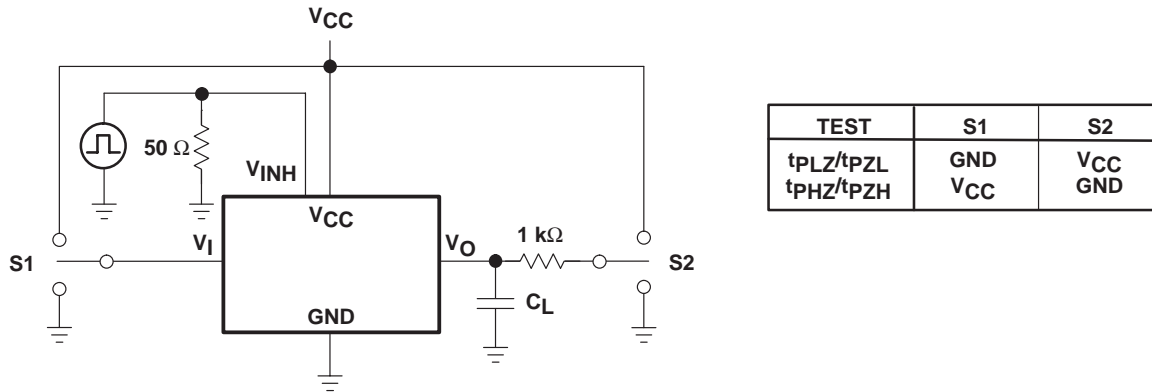 VCC
50 Ω
VINH
VCC
S1
VI
VO
1 kΩ
S2
CL
GND
TEST S1 S2
tPLZ/tPZL GND VCC
tPHZ/tPZH VCC GND